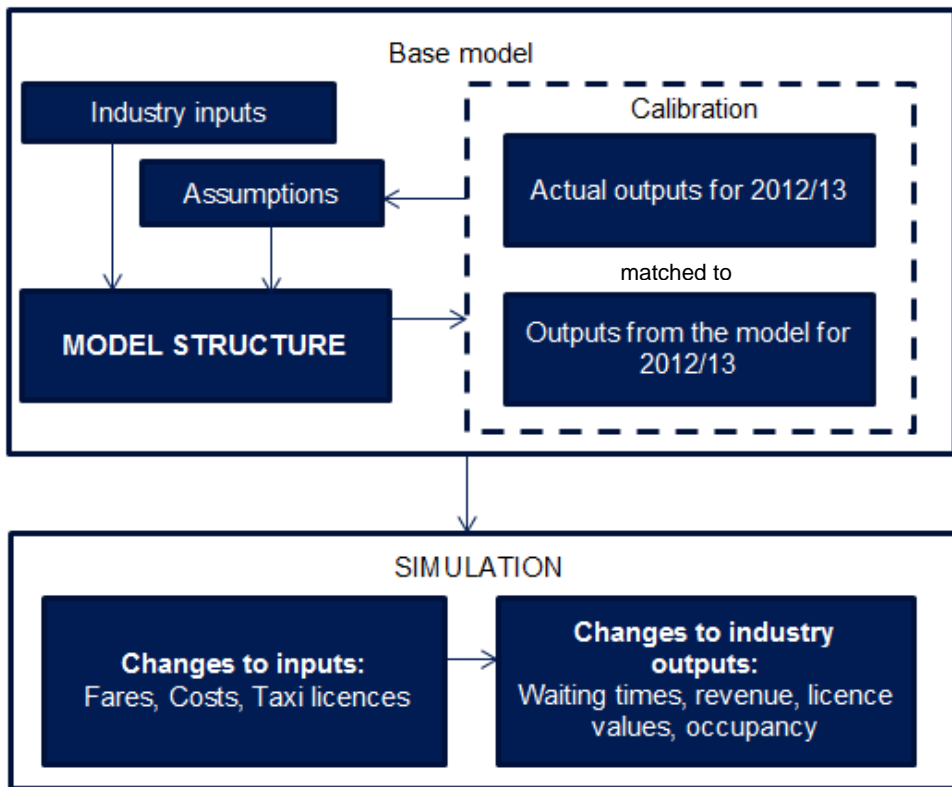 Base model
Industry inputs
Assumptions
MODEL STRUCTURE
Calibration
Actual outputs for 2012/13
matched to
Outputs from the model for
2012/13
SIMULATION
Changes to inputs:
Fares, Costs, Taxi licences
Changes to industry
outputs:
Waiting times, revenue, licence
values, occupancy